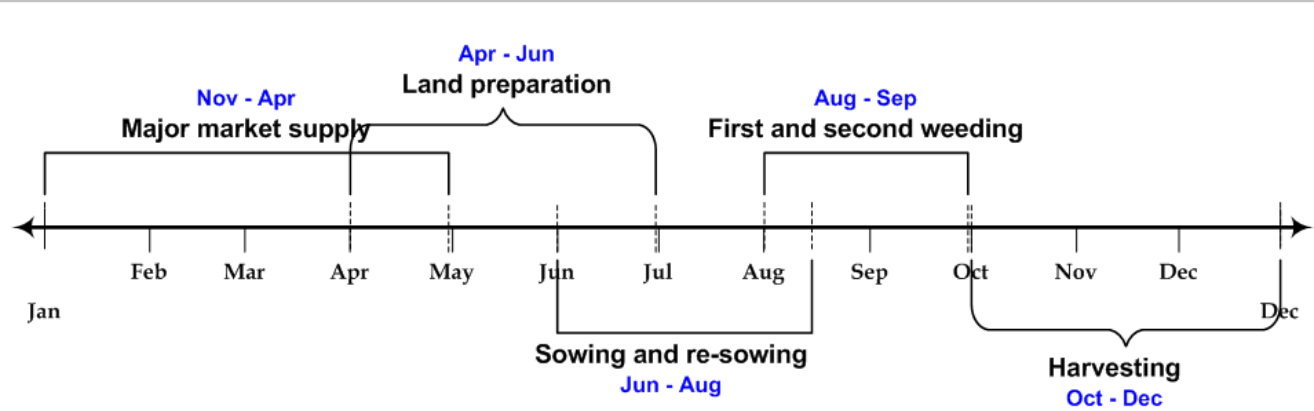 Apr - Jun
Land preparation
Nov - Apr
Major market supply
Aug - Sep
First and second weeding
Feb Mar Apr May Jun Jul Aug Sep Oct Nov Dec
Jan Dec
Sowing and re-sowing
Jun - Aug
Harvesting
Oct - Dec